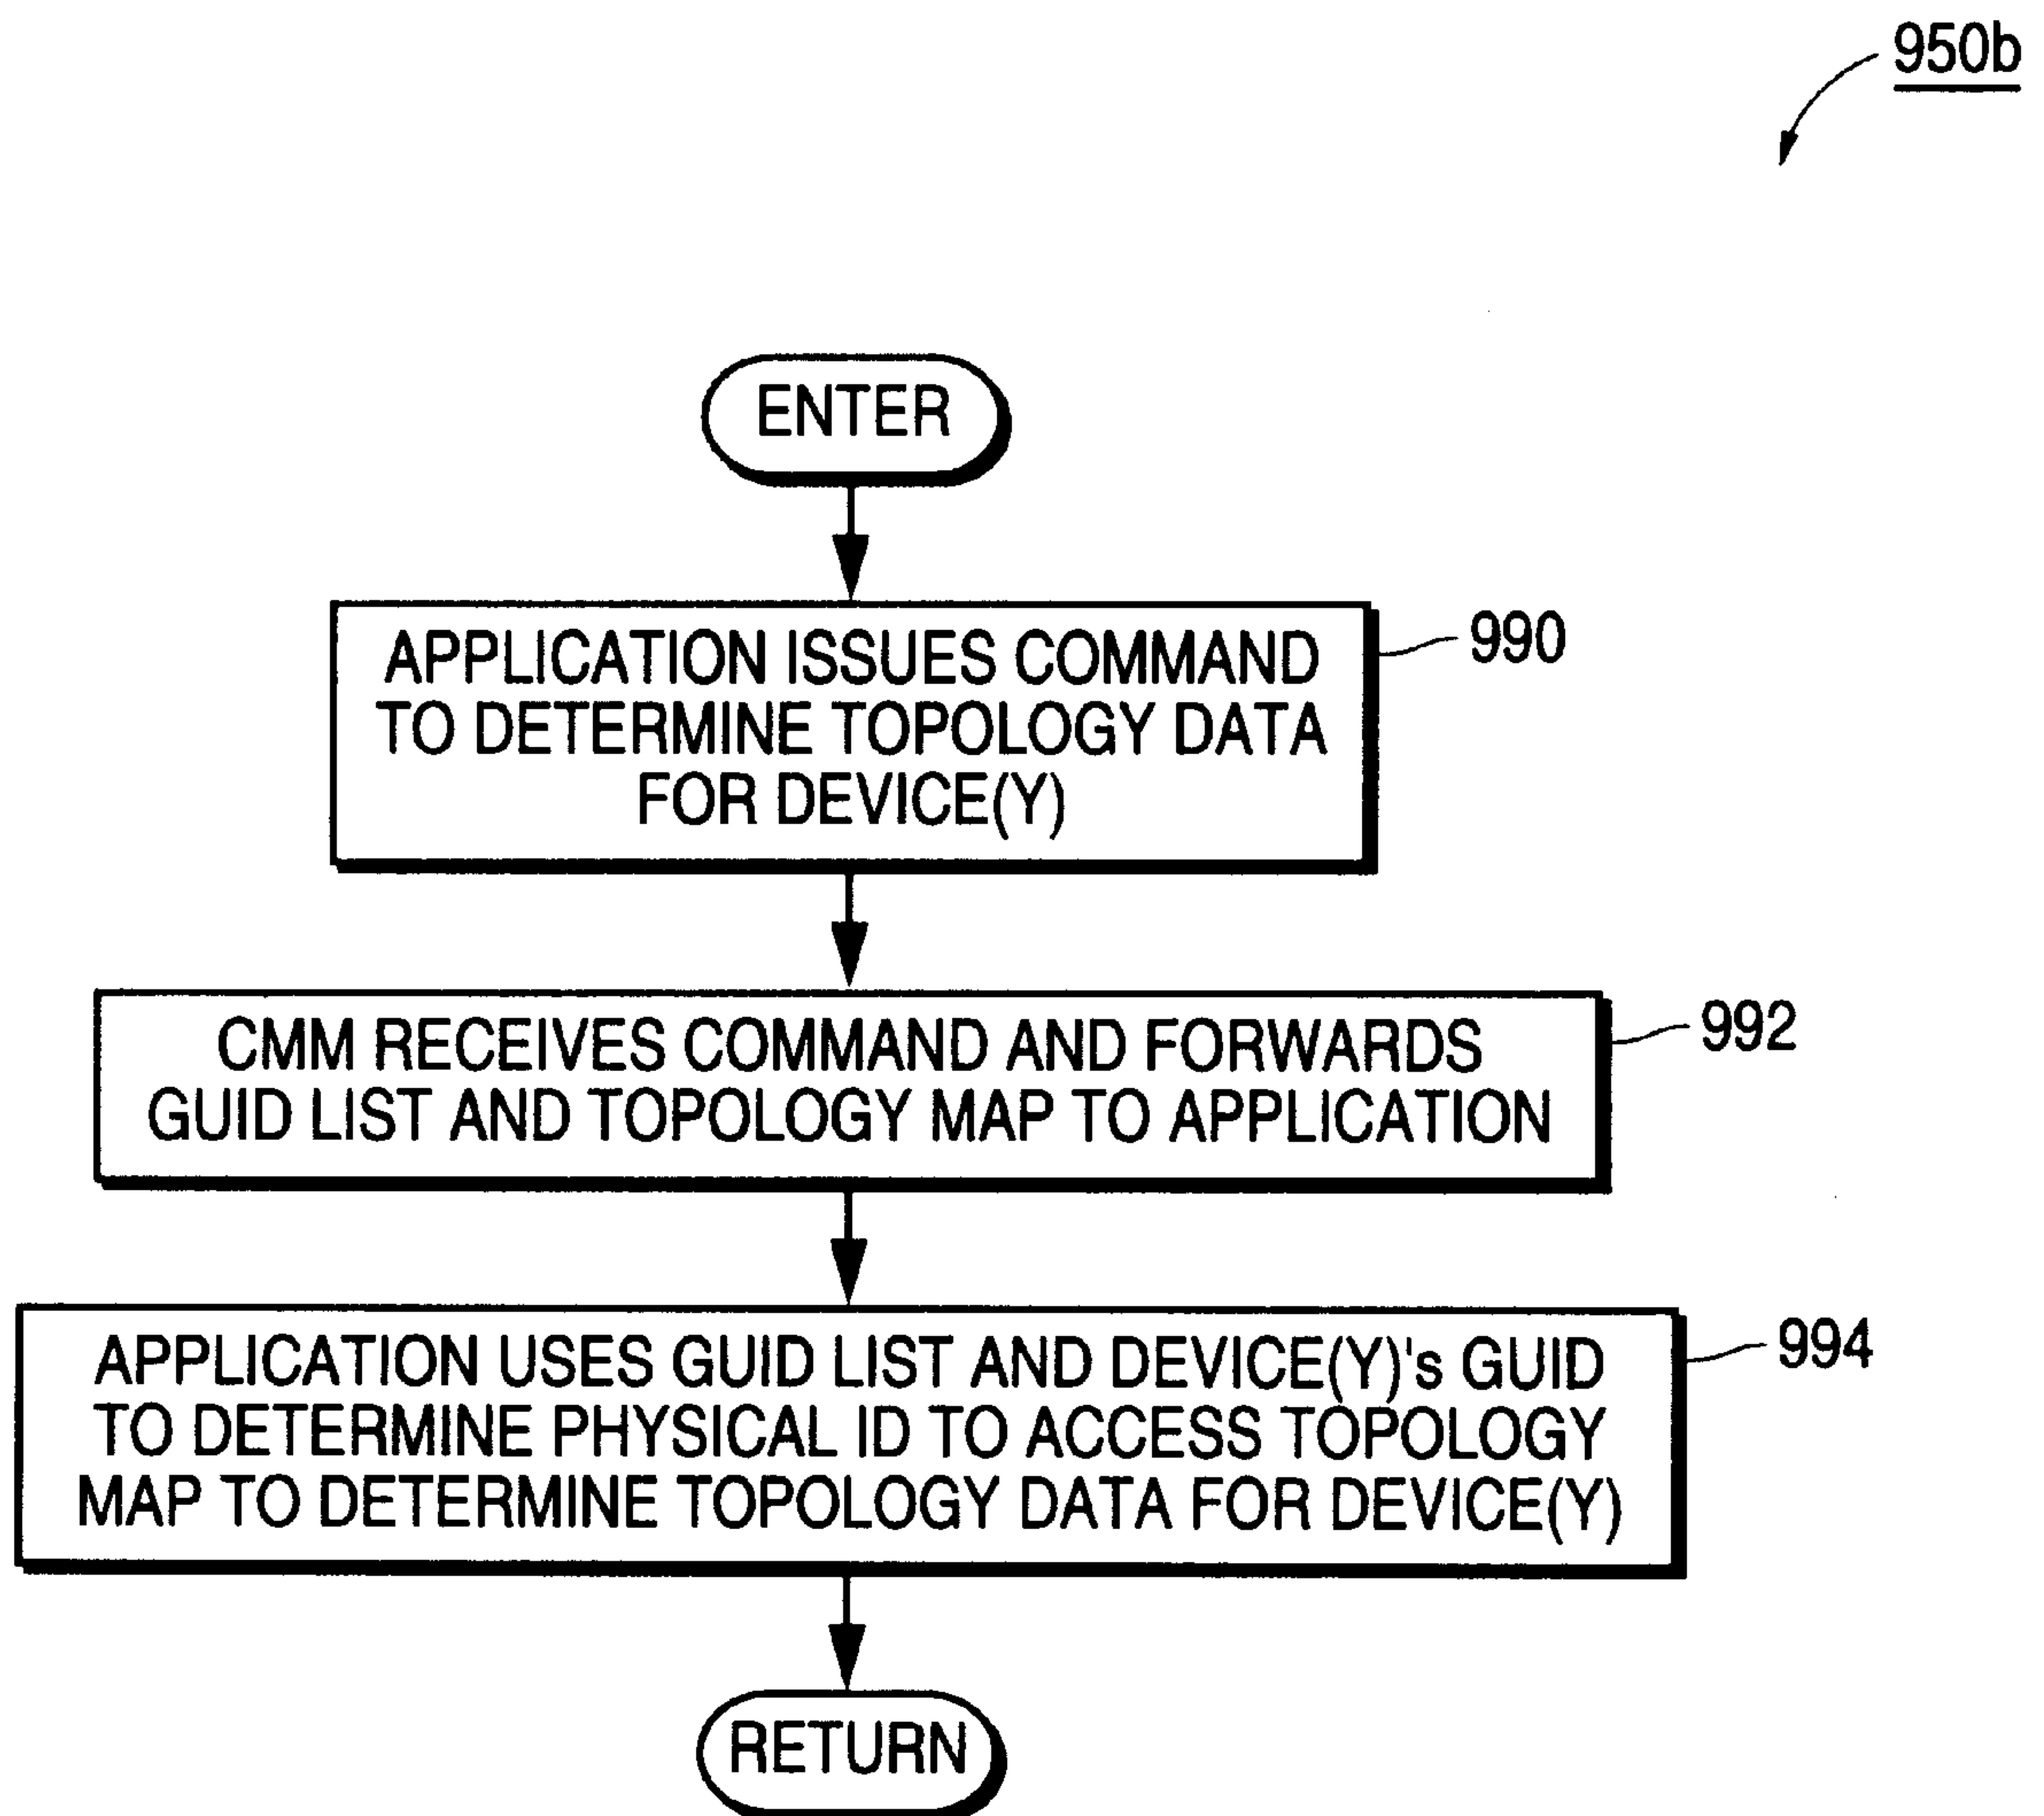 950b
ENTER
APPLICATION ISSUES COMMAND
TO DETERMINE TOPOLOGY DATA
FOR DEVICE(Y)
990
CMM RECEIVES COMMAND AND FORWARDS
GUID LIST AND TOPOLOGY MAP TO APPLICATION
992
APPLICATION USES GUID LIST AND DEVICE(Y)'s GUID
TO DETERMINE PHYSICAL ID TO ACCESS TOPOLOGY
MAP TO DETERMINE TOPOLOGY DATA FOR DEVICE(Y)
994
RETURN